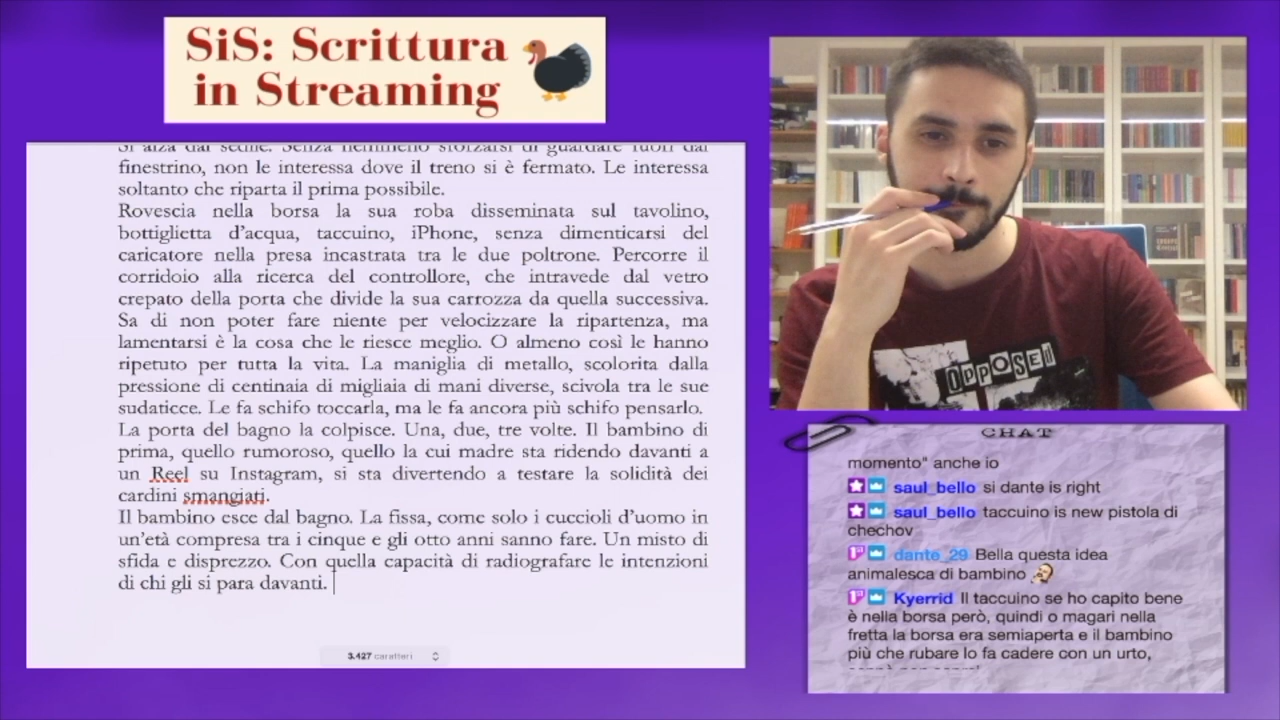 SiS: Scrittura
in Streaming
Si alza dal sedile. Senza nemmeno sforzarsi di guardare fuori dal
finestrino, non le interessa dove il treno si è fermato. Le interessa
soltanto che riparta il prima possibile.
Rovescia nella borsa la sua roba disseminata sul tavolino,
bottiglietta d’acqua, taccuino, iPhone, senza dimenticarsi del
caricatore nella presa incastrata tra le due poltrone. Percorre il
corridoio alla ricerca del controllore, che intravede dal vetro
crepato della porta che divide la sua carrozza da quella successiva.
Sa di non poter fare niente per velocizzare la ripartenza, ma
lamentarsi è la cosa che le riesce meglio. O almeno così le hanno
ripetuto per tutta la vita. La maniglia di metallo, scolorita dalla
pressione di centinaia di migliaia di mani diverse, scivola tra le sue
sudaticce. Le fa schifo toccarla, ma le fa ancora più schifo pensarlo.
La porta del bagno la colpisce. Una, due, tre volte. Il bambino di
prima, quello rumoroso, quello la cui madre sta ridendo davanti a
un Reel su Instagram, si sta divertendo a testare la solidità dei
cardini smangiati.
Il bambino esce dal bagno. La fissa, come solo i cuccioli d’uomo in
un’età compresa tra i cinque e gli otto anni sanno fare. Un misto di
sfida e disprezzo. Con quella capacità di radiografare le intenzioni
di chi gli si para davanti.
3.427 caratteri
OPPOSED
CHAT
momento" anche io
saul_bello si dante is right
saul_bello taccuino is new pistola di
chechov
dante_29 Bella questa idea
animalesca di bambino
Kyerrid Il taccuino se ho capito bene
è nella borsa però, quindi o magari nella
fretta la borsa era semiaperta e il bambino
più che rubare lo fa cadere con un urto,